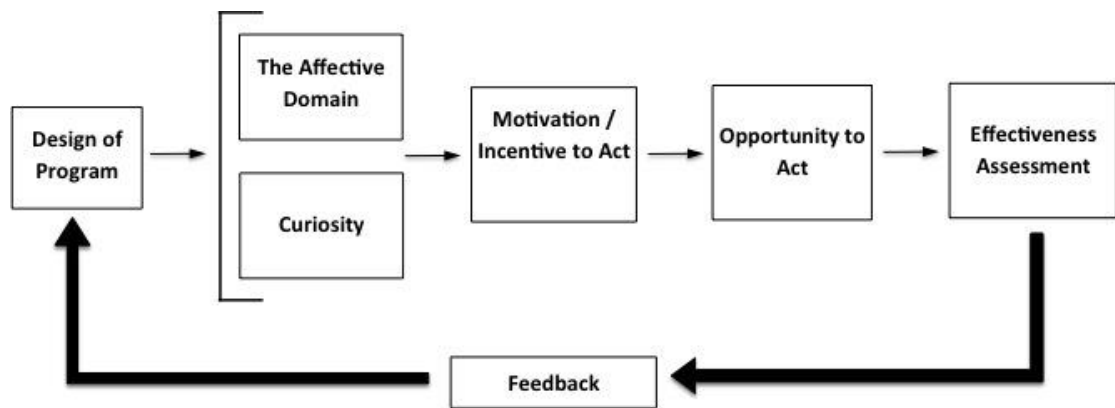 Design of
Program
The Affective
Domain
Curiosity
Motivation /
Incentive to Act
Opportunity to
Act
Effectiveness
Assessment
Feedback